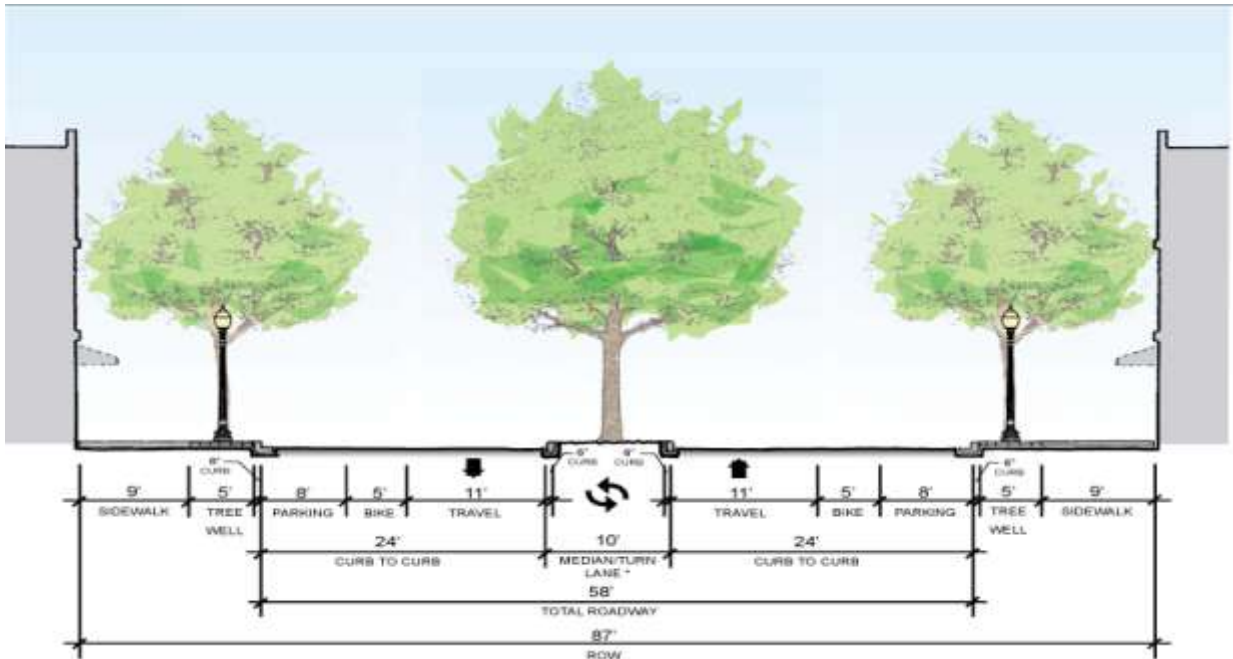 6" 6" 6" 6"
CURB CURB CURB CURB
9' 5' 8' 5' 11' 11' 5' 8' 5' 9'
SIDEWALK TREE PARKING BIKE TRAVEL TRAVEL BIKE PARKING TREE SIDEWALK
WELL WELL
24' 10' 24'
CURB TO CURB MEDIAN/TURN CURB TO CURB
LANE *
58'
TOTAL ROADWAY
87'
ROW